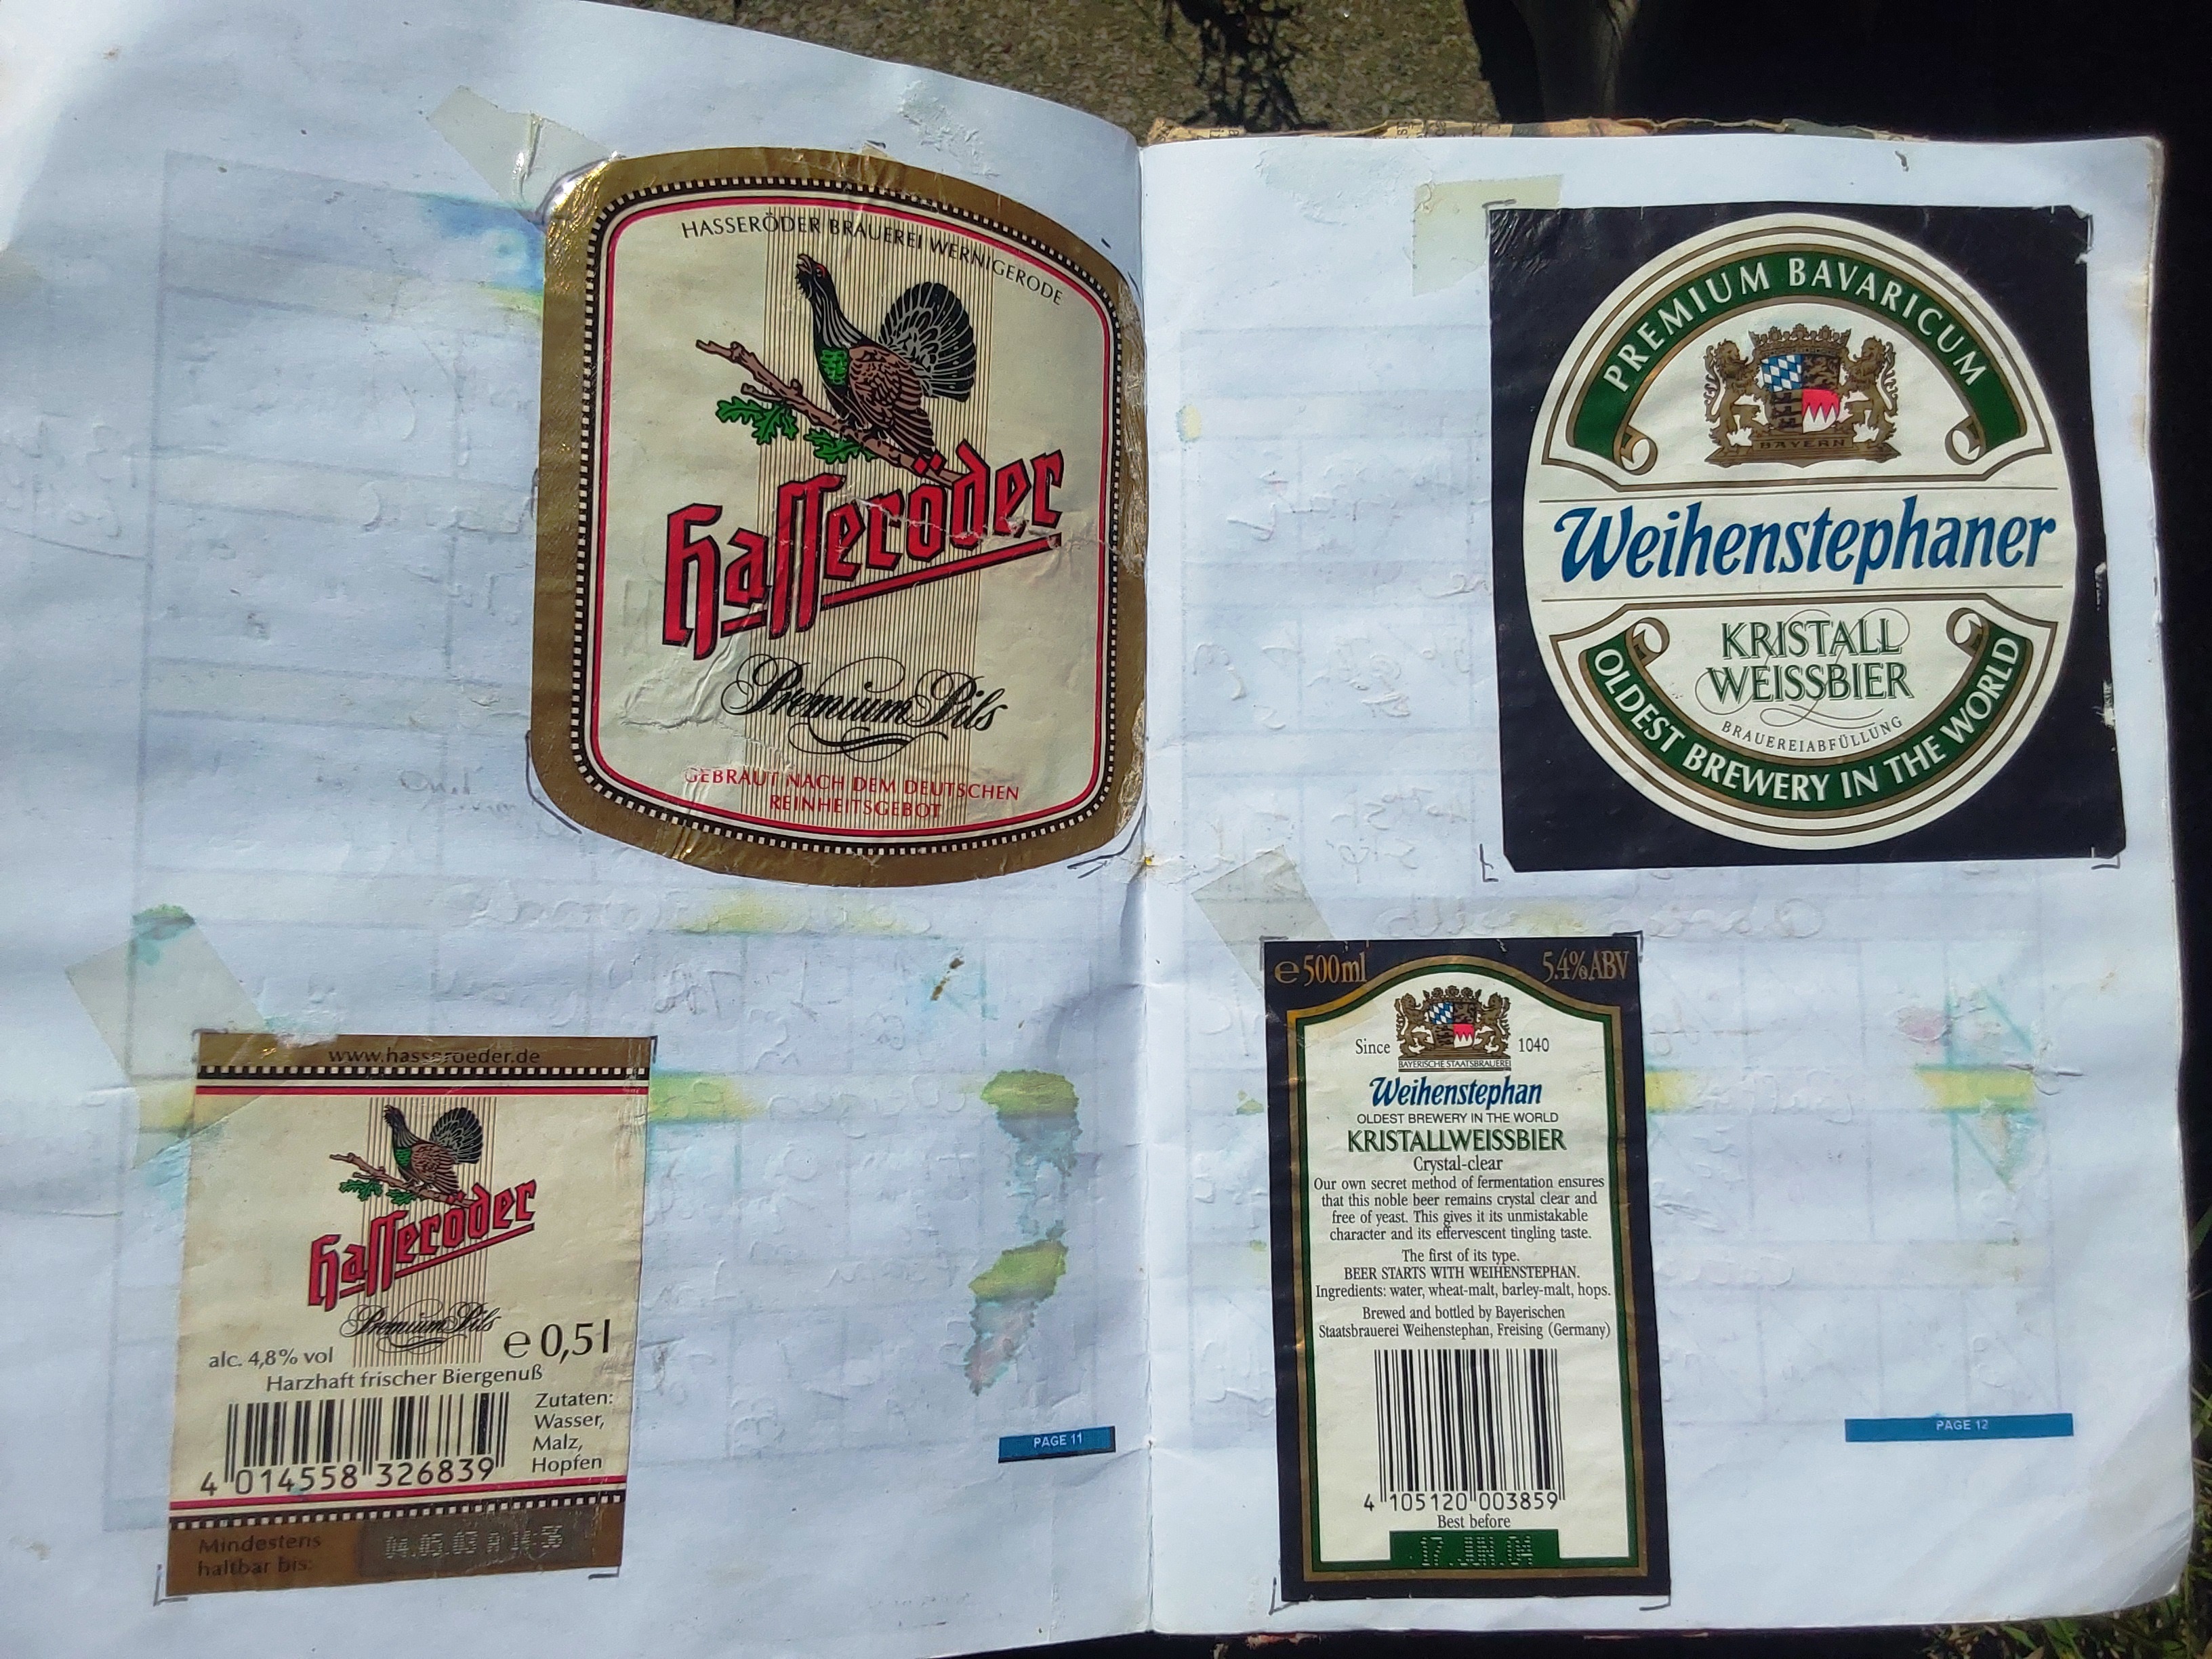 HASSERÖDER BRAUEREI WERNIGERODE
Hasseröder
Premium Pils
GEBRAUT NACH DEM DEUTSCHEN
REINHEITSGEBOT
www.hasseroeder.de
Hasseröder
Premium Pils
e 0,5 l
alc. 4,8% vol
Harzhaft frischer Biergenuß
Zutaten:
Wasser,
Malz,
Hopfen
4 014558 326839
Mindestens
haltbar bis:
04.05.03 A 14:56
PAGE 11
PREMIUM BAVARICUM
BAYERN
Weihenstephaner
KRISTALL
WEISSBIER
BRAUEREIABFÜLLUNG
OLDEST BREWERY IN THE WORLD
e 500ml
5.4% ABV
Since 1040
BAYERISCHE STAATSBRAUEREI
Weihenstephan
OLDEST BREWERY IN THE WORLD
KRISTALLWEISSBIER
Crystal-clear
Our own secret method of fermentation ensures
that this noble beer remains crystal clear and
free of yeast. This gives it its unmistakable
character and its effervescent tingling taste.
The first of its type.
BEER STARTS WITH WEIHENSTEPHAN.
Ingredients: water, wheat-malt, barley-malt, hops.
Brewed and bottled by Bayerischen
Staatsbrauerei Weihenstephan, Freising (Germany)
4 105120 003859
Best before
17.JUN.04
PAGE 12